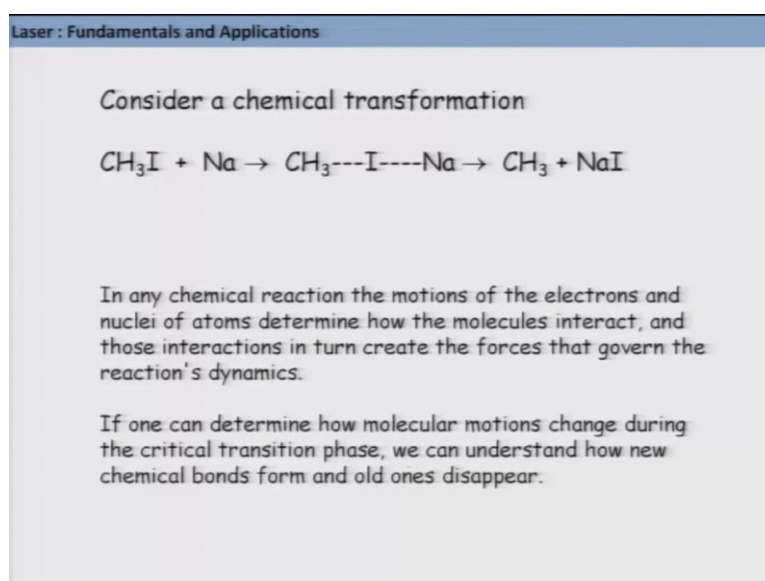 Laser : Fundamentals and Applications
Consider a chemical transformation
CH₃I + Na → CH₃---I----Na → CH₃ + NaI
In any chemical reaction the motions of the electrons and
nuclei of atoms determine how the molecules interact, and
those interactions in turn create the forces that govern the
reaction's dynamics.
If one can determine how molecular motions change during
the critical transition phase, we can understand how new
chemical bonds form and old ones disappear.